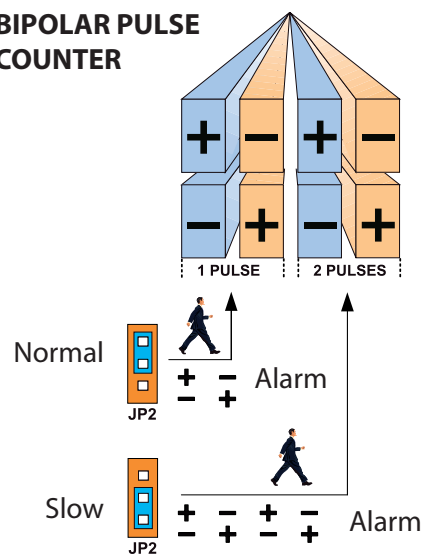 BIPOLAR PULSE
COUNTER
+ − + −
− + − +
1 PULSE 2 PULSES
Normal
+ − Alarm
− +
JP2
Slow
+ − + −
− + − + Alarm
JP2